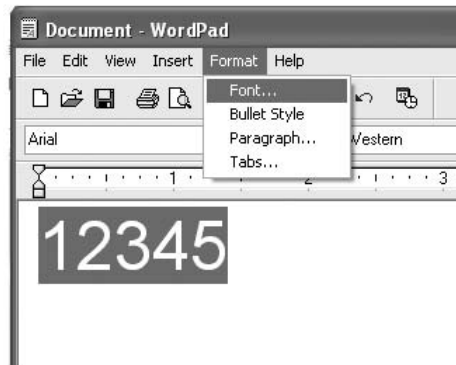 Document - WordPad
File Edit View Insert Format Help
Font...
Bullet Style
Arial
Paragraph...
Western
Tabs...
1 2 3
12345